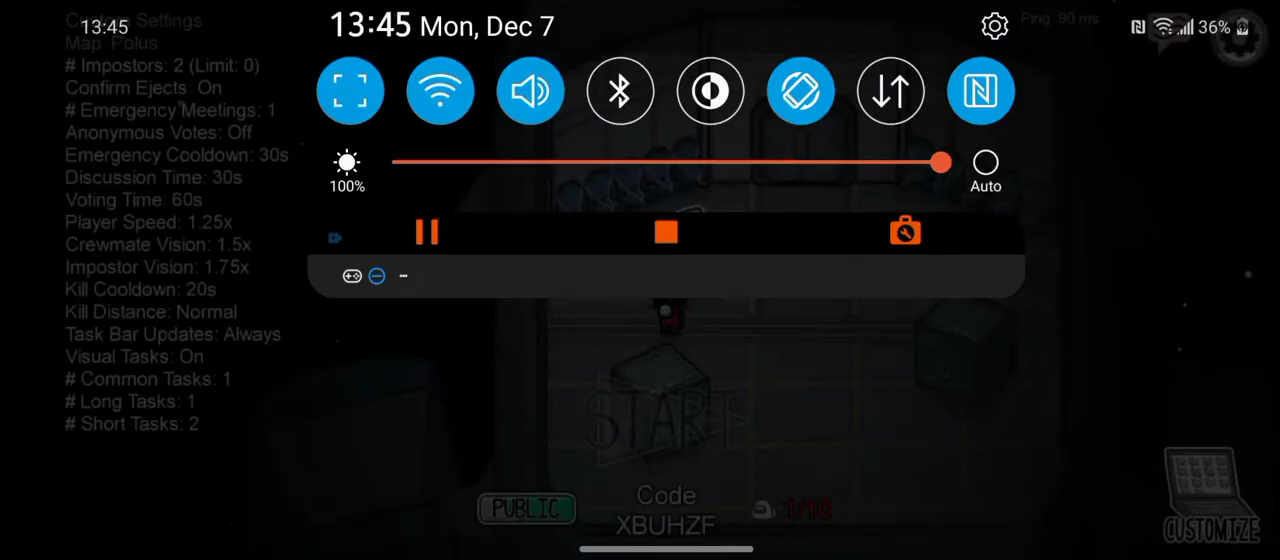 13:45
13:45 Mon, Dec 7
Ping 90 ms
36%
Custom Settings
Map: Polus
# Impostors: 2 (Limit: 0)
Confirm Ejects: On
# Emergency Meetings: 1
Anonymous Votes: Off
Emergency Cooldown: 30s
Discussion Time: 30s
Voting Time: 60s
Player Speed: 1.25x
Crewmate Vision: 1.5x
Impostor Vision: 1.75x
Kill Cooldown: 20s
Kill Distance: Normal
Task Bar Updates: Always
Visual Tasks: On
# Common Tasks: 1
# Long Tasks: 1
# Short Tasks: 2
100%
Auto
START
PUBLIC
Code
XBUHZF
1/10
CUSTOMIZE